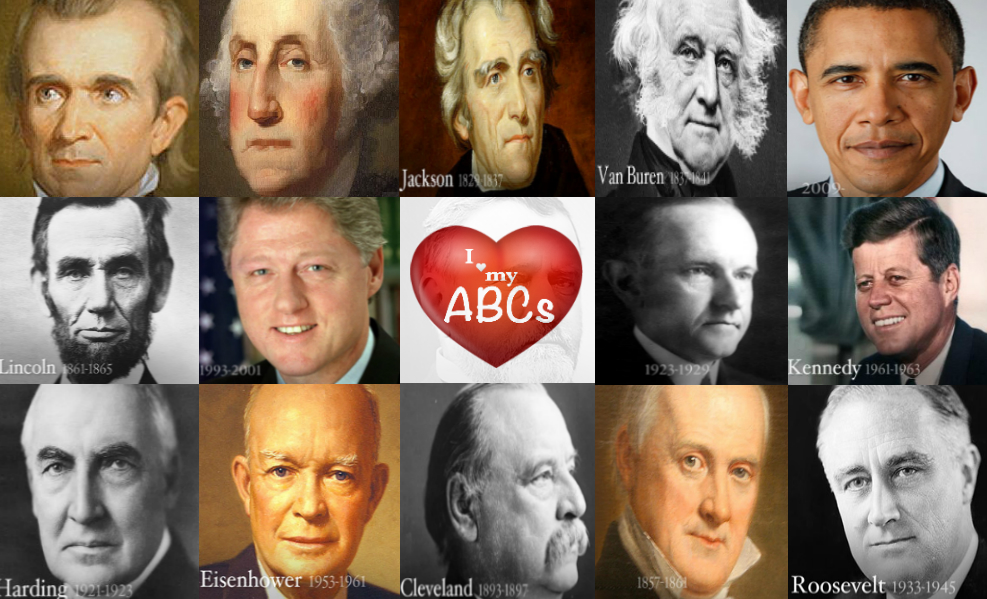 Jackson 1829-1837
Van Buren 1837-1841
2009-
Lincoln 1861-1865
1993-2001
I ♥ my
ABCs
1923-1929
Kennedy 1961-1963
Harding 1921-1923
Eisenhower 1953-1961
Cleveland 1893-1897
1857-1861
Roosevelt 1933-1945